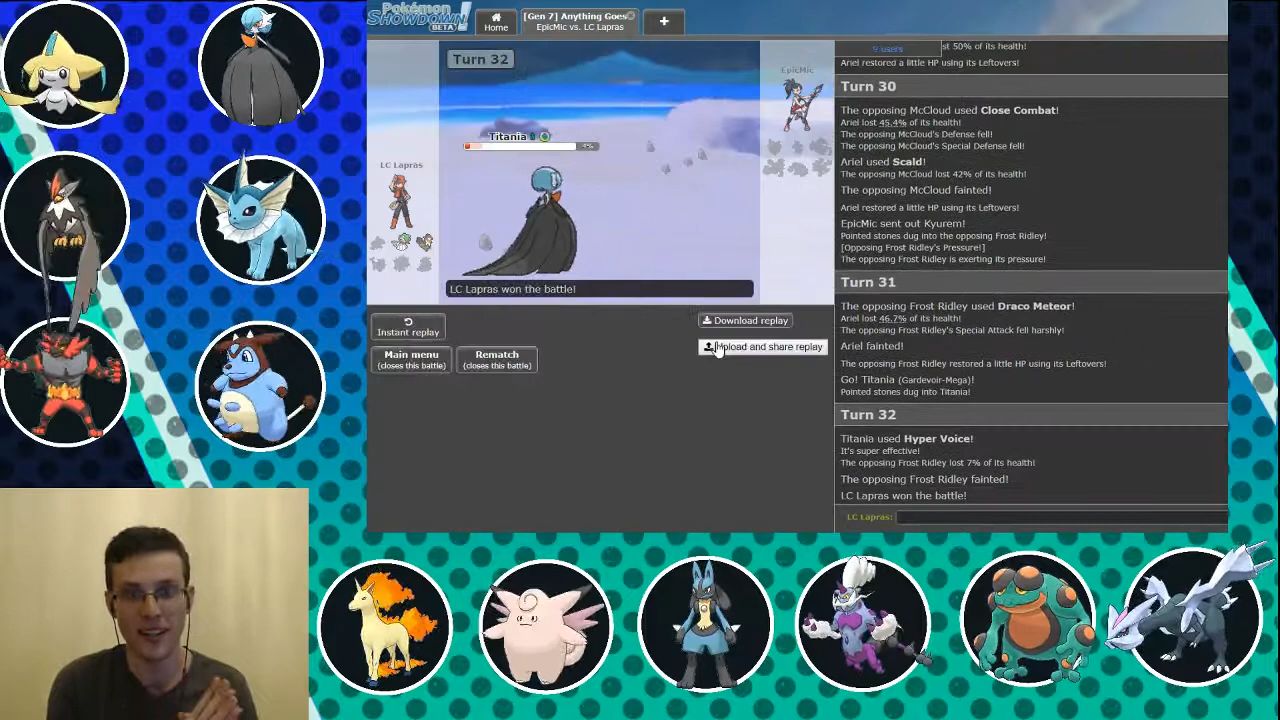 Pokémon
SHOWDOWN!
BETA
Home
[Gen 7] Anything Goes
EpicMic vs. LC Lapras
+
Turn 32
EpicMic
Titania
4%
LC Lapras
LC Lapras won the battle!
Instant replay
Download replay
Upload and share replay
Main menu
(closes this battle)
Rematch
(closes this battle)
9 users
st 50% of its health!
Ariel restored a little HP using its Leftovers!
Turn 30
The opposing McCloud used Close Combat!
Ariel lost 45.4% of its health!
The opposing McCloud's Defense fell!
The opposing McCloud's Special Defense fell!
Ariel used Scald!
The opposing McCloud lost 42% of its health!
The opposing McCloud fainted!
Ariel restored a little HP using its Leftovers!
EpicMic sent out Kyurem!
Pointed stones dug into the opposing Frost Ridley!
[Opposing Frost Ridley's Pressure!]
The opposing Frost Ridley is exerting its pressure!
Turn 31
The opposing Frost Ridley used Draco Meteor!
Ariel lost 46.7% of its health!
The opposing Frost Ridley's Special Attack fell harshly!
Ariel fainted!
The opposing Frost Ridley restored a little HP using its Leftovers!
Go! Titania (Gardevoir-Mega)!
Pointed stones dug into Titania!
Turn 32
Titania used Hyper Voice!
It's super effective!
The opposing Frost Ridley lost 7% of its health!
The opposing Frost Ridley fainted!
LC Lapras won the battle!
LC Lapras: